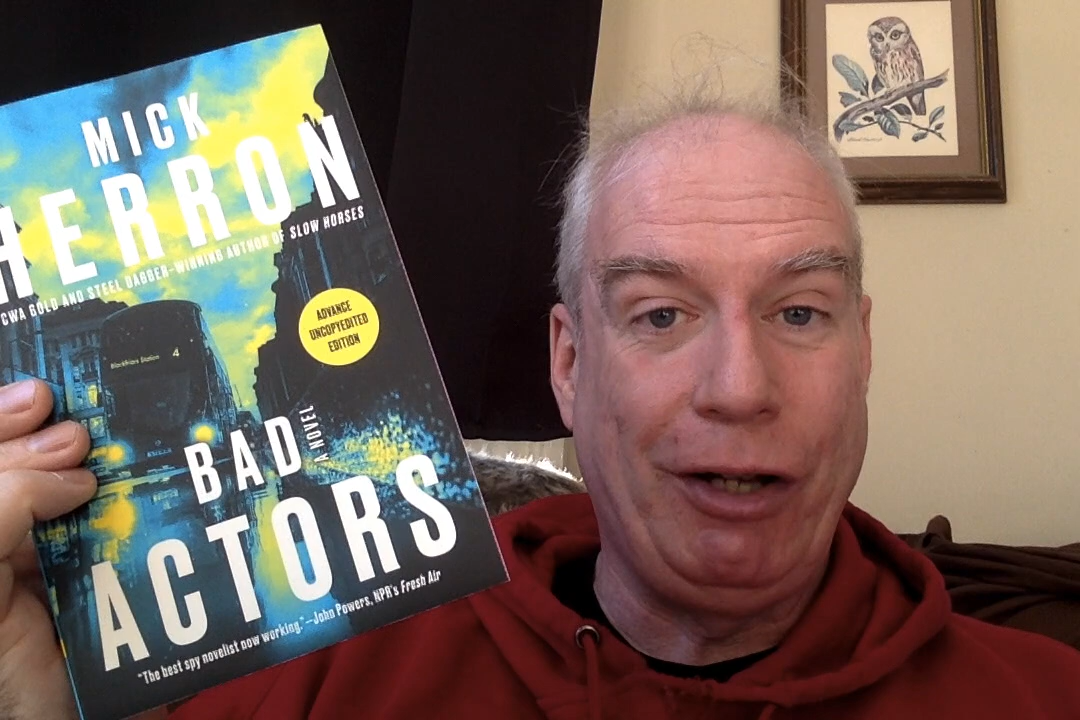 MICK
HERRON
CWA GOLD AND STEEL DAGGER–WINNING AUTHOR OF SLOW HORSES
ADVANCE
UNCOPYEDITED
EDITION
Blackfriars Station 4
BAD
A NOVEL
ACTORS
"The best spy novelist now working."—John Powers, NPR's Fresh Air